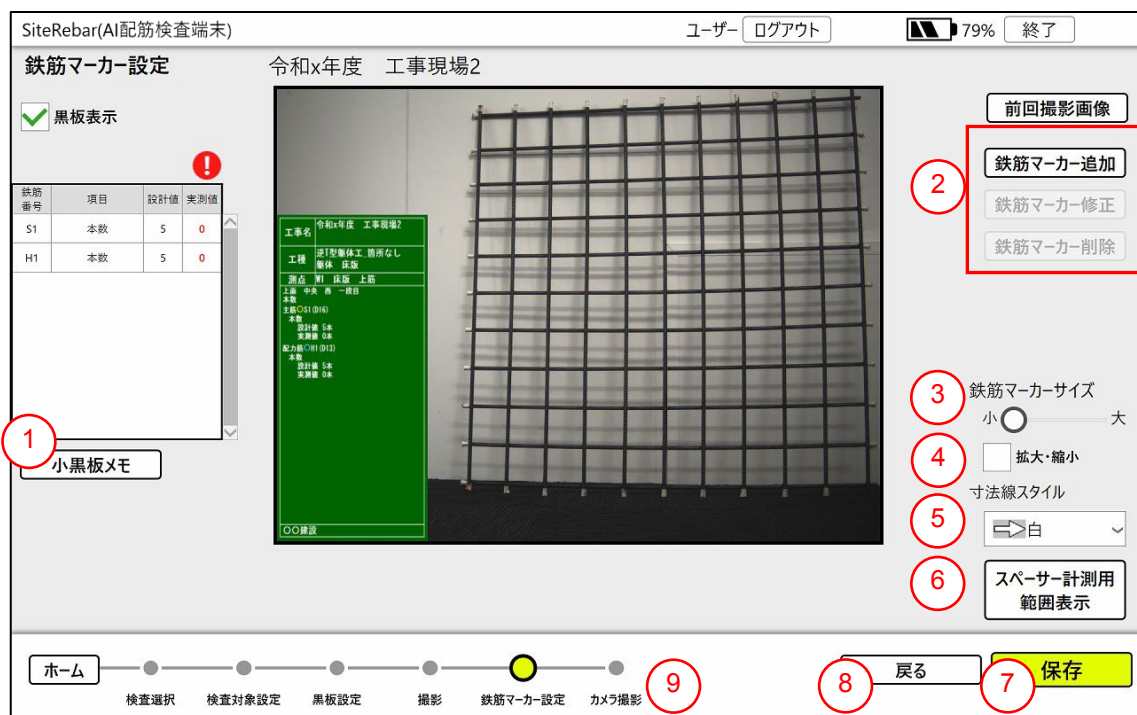 SiteRebar(AI配筋検査端末)
ユーザー ログアウト
79% 終了
鉄筋マーカー設定
令和x年度 工事現場2
黒板表示
鉄筋番号 項目 設計値 実測値
S1 本数 5 0
H1 本数 5 0
1
小黒板メモ
工事名 令和x年度 工事現場2
工種 逆T型躯体工_箇所なし
躯体 床版
測点 W1 床版 上筋
上面 中央 西 一段目
本数
主筋○S1(D16)
本数
設計値 5本
実測値 0本
配力筋○H1(D13)
本数
設計値 5本
実測値 0本
○○建設
前回撮影画像
2
鉄筋マーカー追加
鉄筋マーカー修正
鉄筋マーカー削除
3
鉄筋マーカーサイズ
小 大
4
拡大・縮小
寸法線スタイル
5
白
6
スペーサー計測用
範囲表示
ホーム
検査選択 検査対象設定 黒板設定 撮影 鉄筋マーカー設定 カメラ撮影
9
8
戻る
7
保存